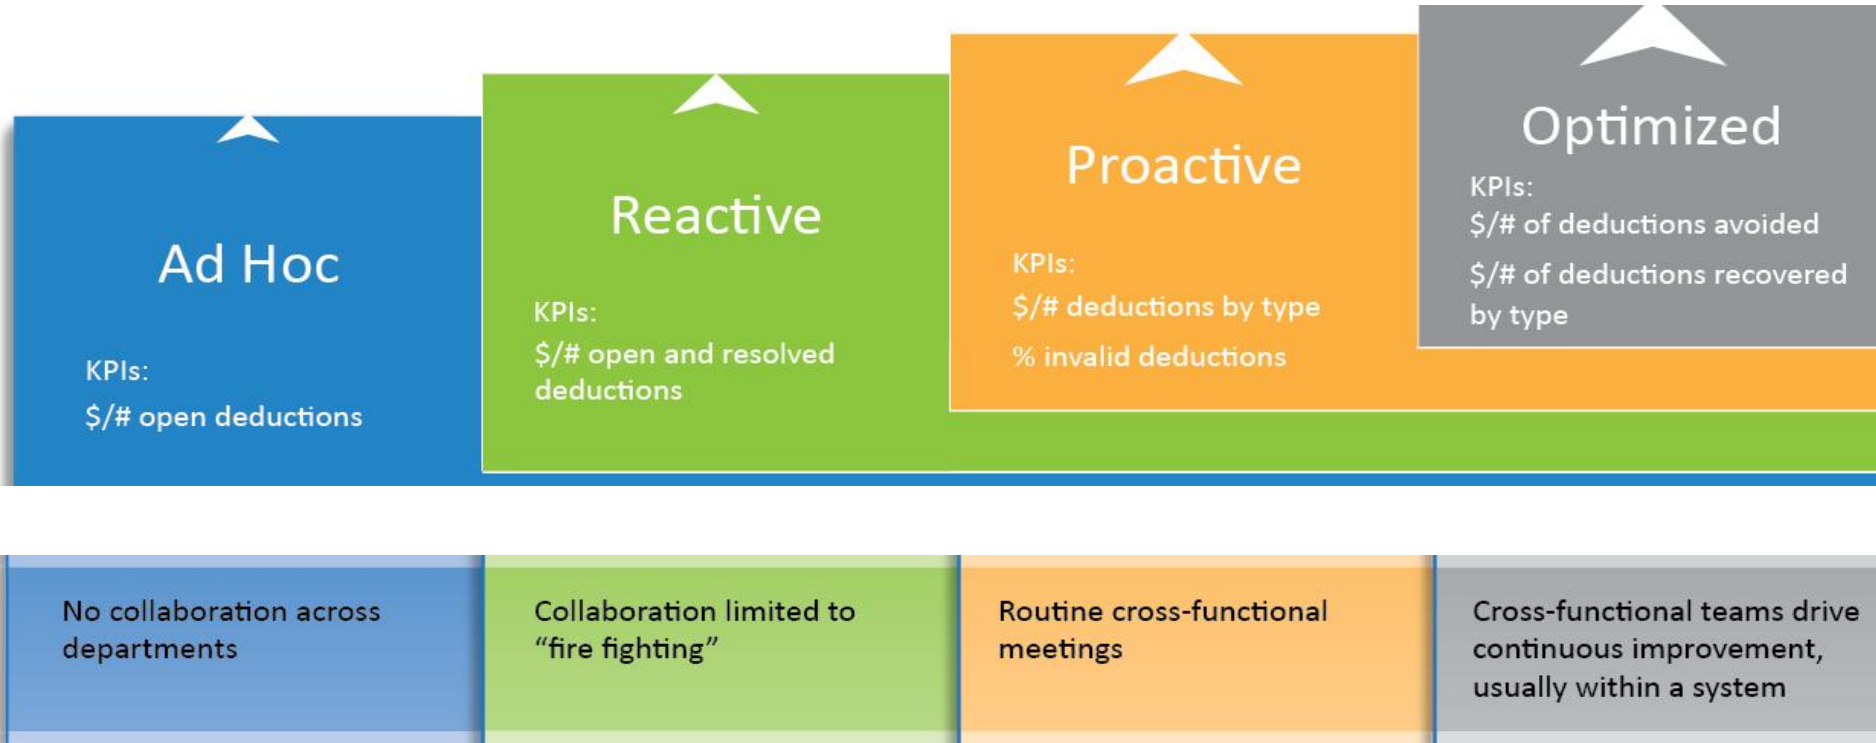 Ad Hoc
KPIs:
$/# open deductions
Reactive
KPIs:
$/# open and resolved
deductions
Proactive
KPIs:
$/# deductions by type
% invalid deductions
Optimized
KPIs:
$/# of deductions avoided
$/# of deductions recovered
by type
No collaboration across
departments
Collaboration limited to
“fire fighting”
Routine cross-functional
meetings
Cross-functional teams drive
continuous improvement,
usually within a system